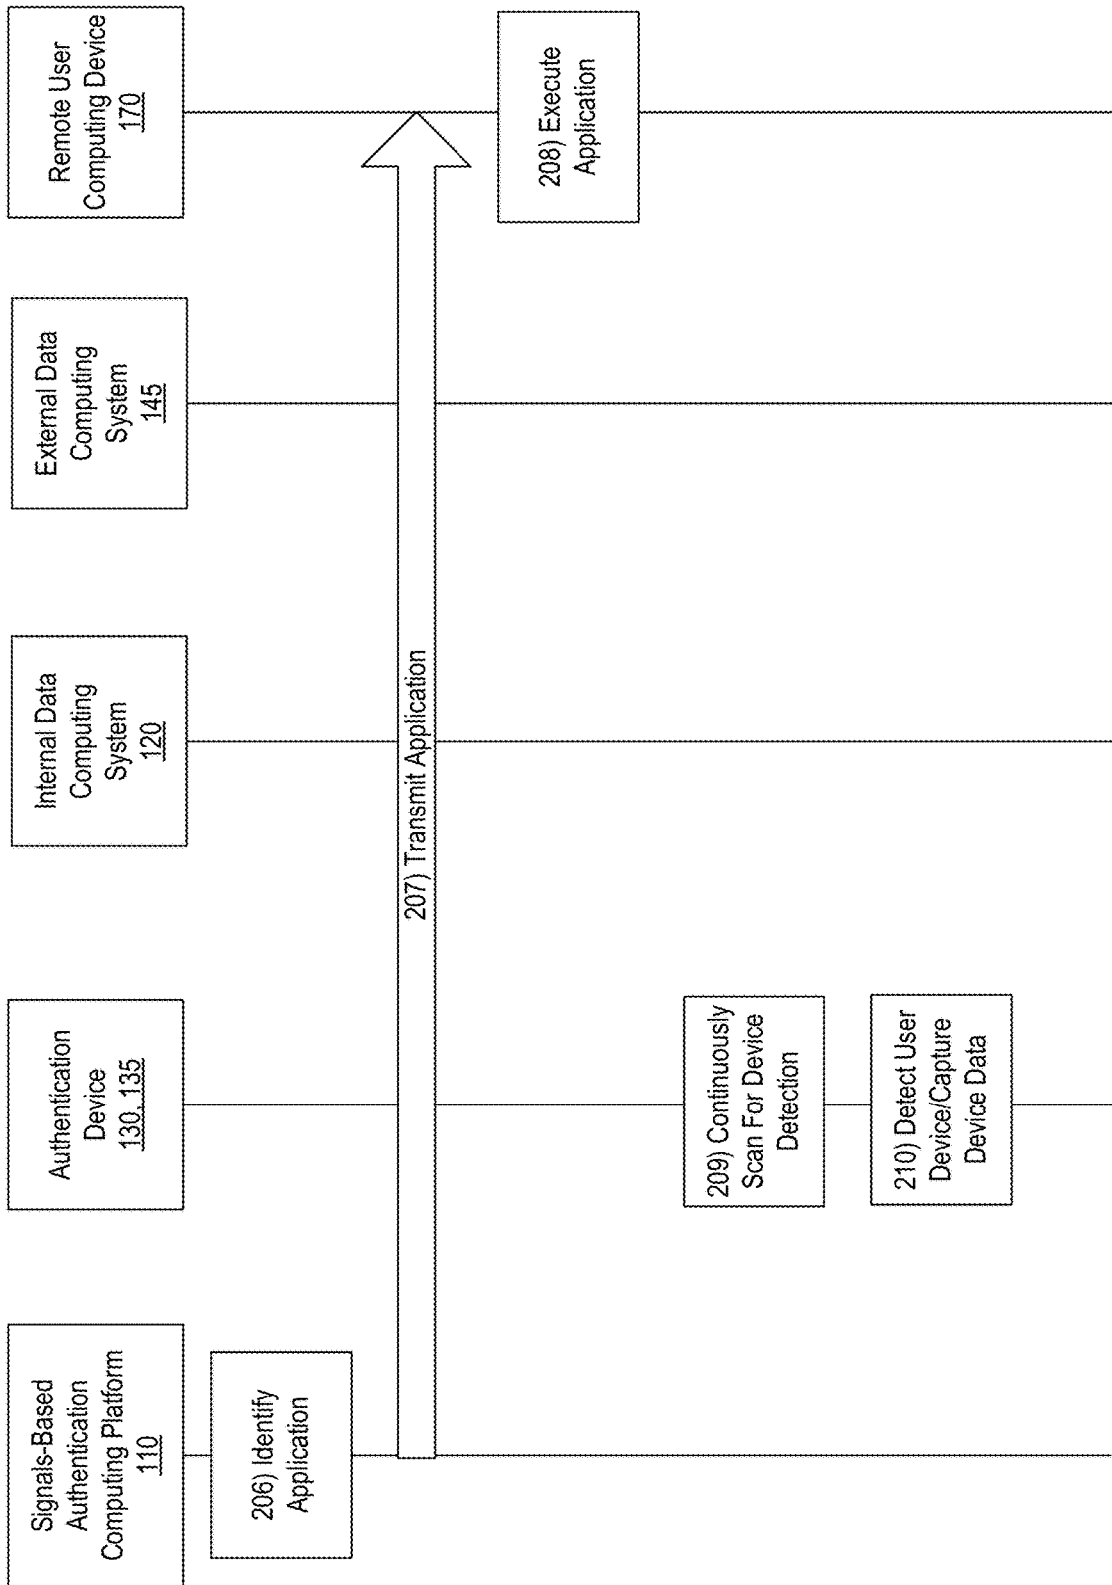 Signals-Based
Authentication
Computing Platform
110
Authentication
Device
130, 135
Internal Data
Computing
System
120
External Data
Computing
System
145
Remote User
Computing Device
170
206) Identify
Application
207) Transmit Application
208) Execute
Application
209) Continuously
Scan For Device
Detection
210) Detect User
Device/Capture
Device Data